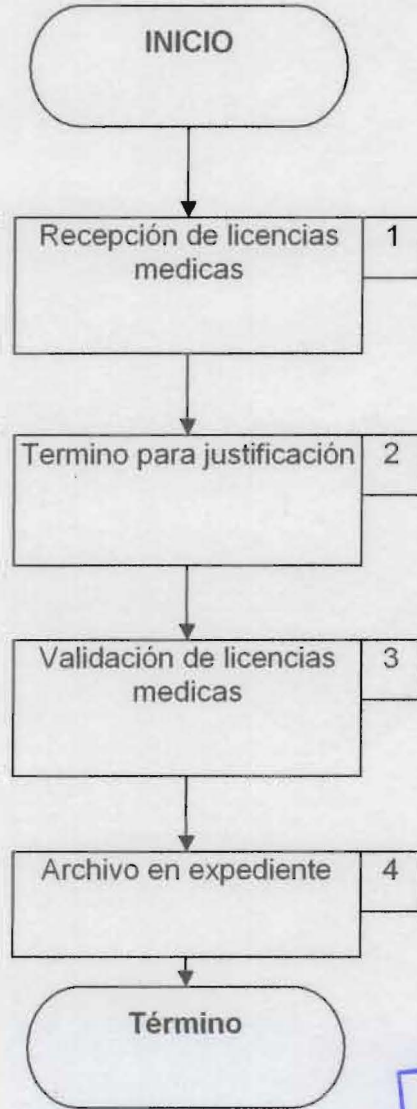 INICIO
Recepción de licencias 1
medicas
Termino para justificación 2
Validación de licencias 3
medicas
Archivo en expediente 4
Término